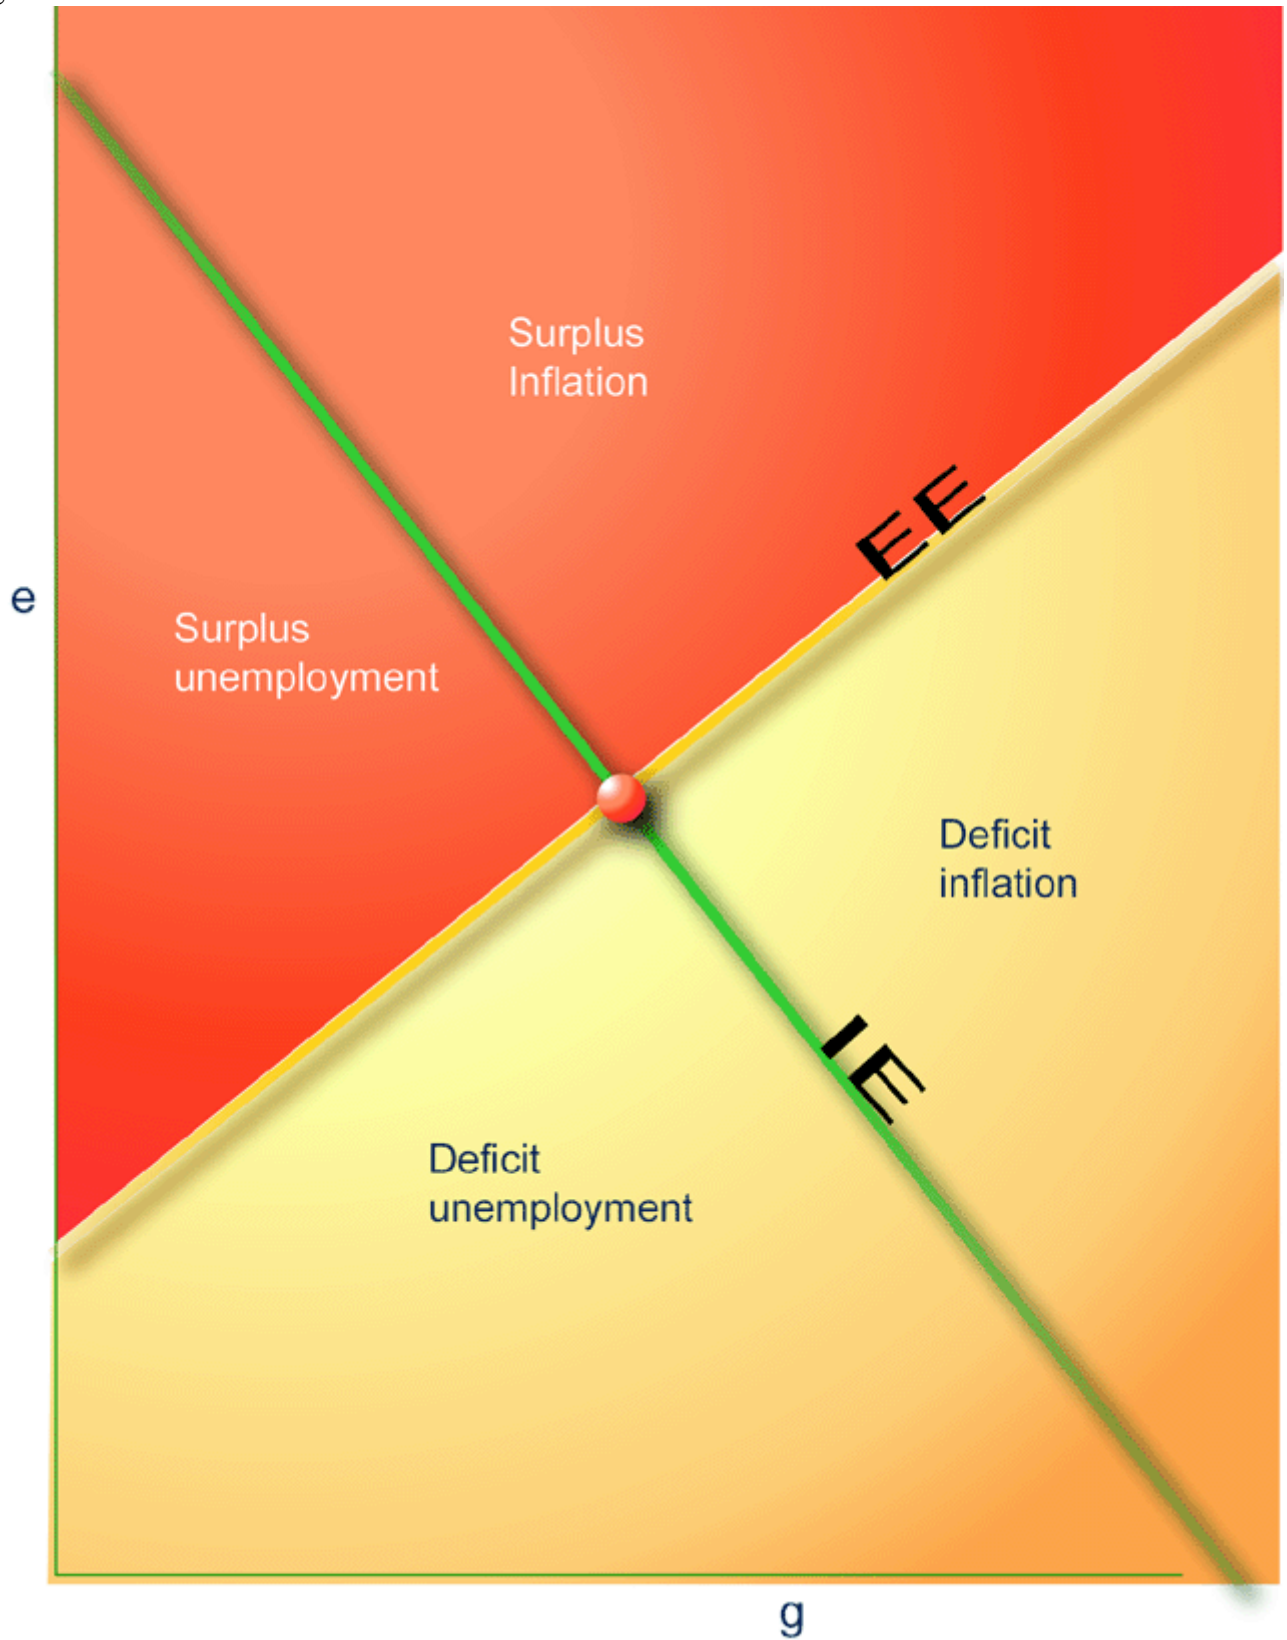 Surplus
Inflation
EE
e
Surplus
unemployment
Deficit
inflation
IE
Deficit
unemployment
g